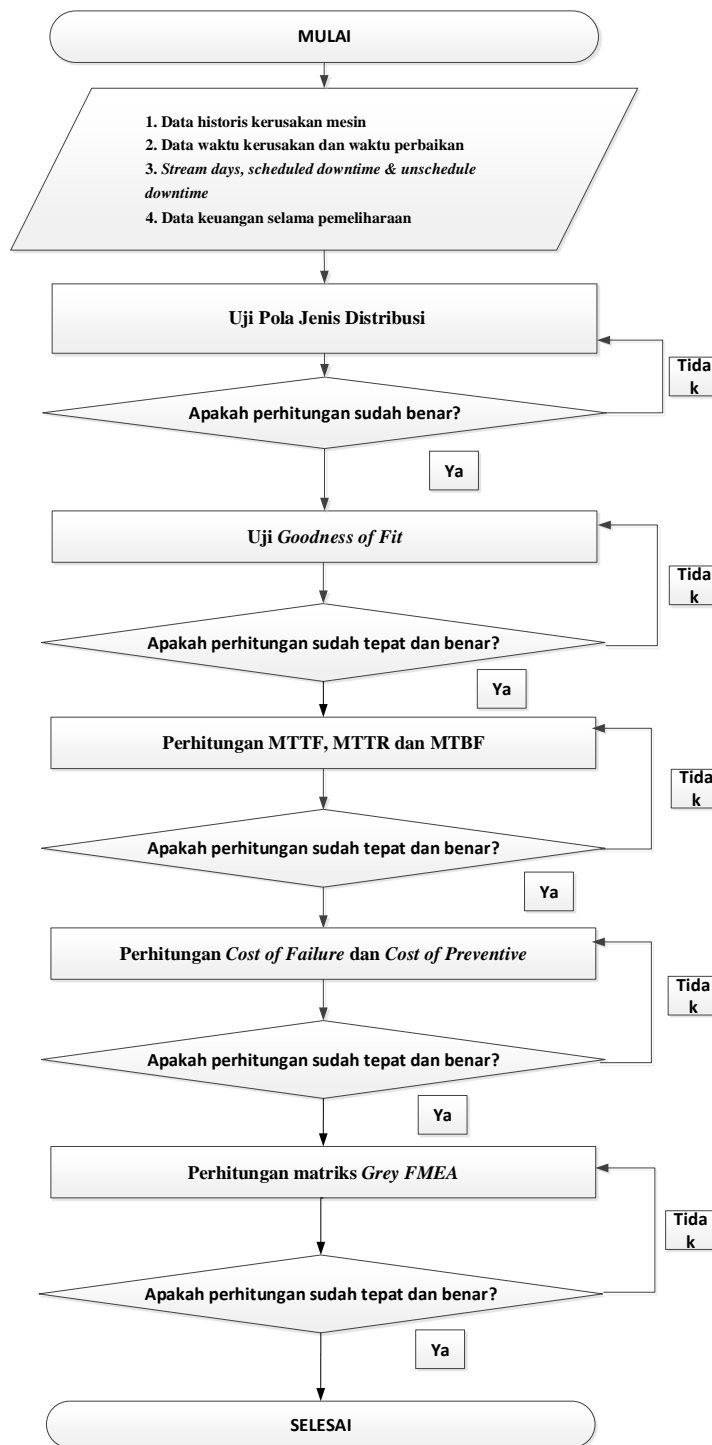 MULAI
1. Data historis kerusakan mesin
2. Data waktu kerusakan dan waktu perbaikan
3. Stream days, scheduled downtime & unschedule
downtime
4. Data keuangan selama pemeliharaan
Uji Pola Jenis Distribusi
Tida
k
Apakah perhitungan sudah benar?
Ya
Uji Goodness of Fit
Tida
k
Apakah perhitungan sudah tepat dan benar?
Ya
Perhitungan MTTF, MTTR dan MTBF
Tida
k
Apakah perhitungan sudah tepat dan benar?
Ya
Perhitungan Cost of Failure dan Cost of Preventive
Tida
k
Apakah perhitungan sudah tepat dan benar?
Ya
Perhitungan matriks Grey FMEA
Tida
k
Apakah perhitungan sudah tepat dan benar?
Ya
SELESAI